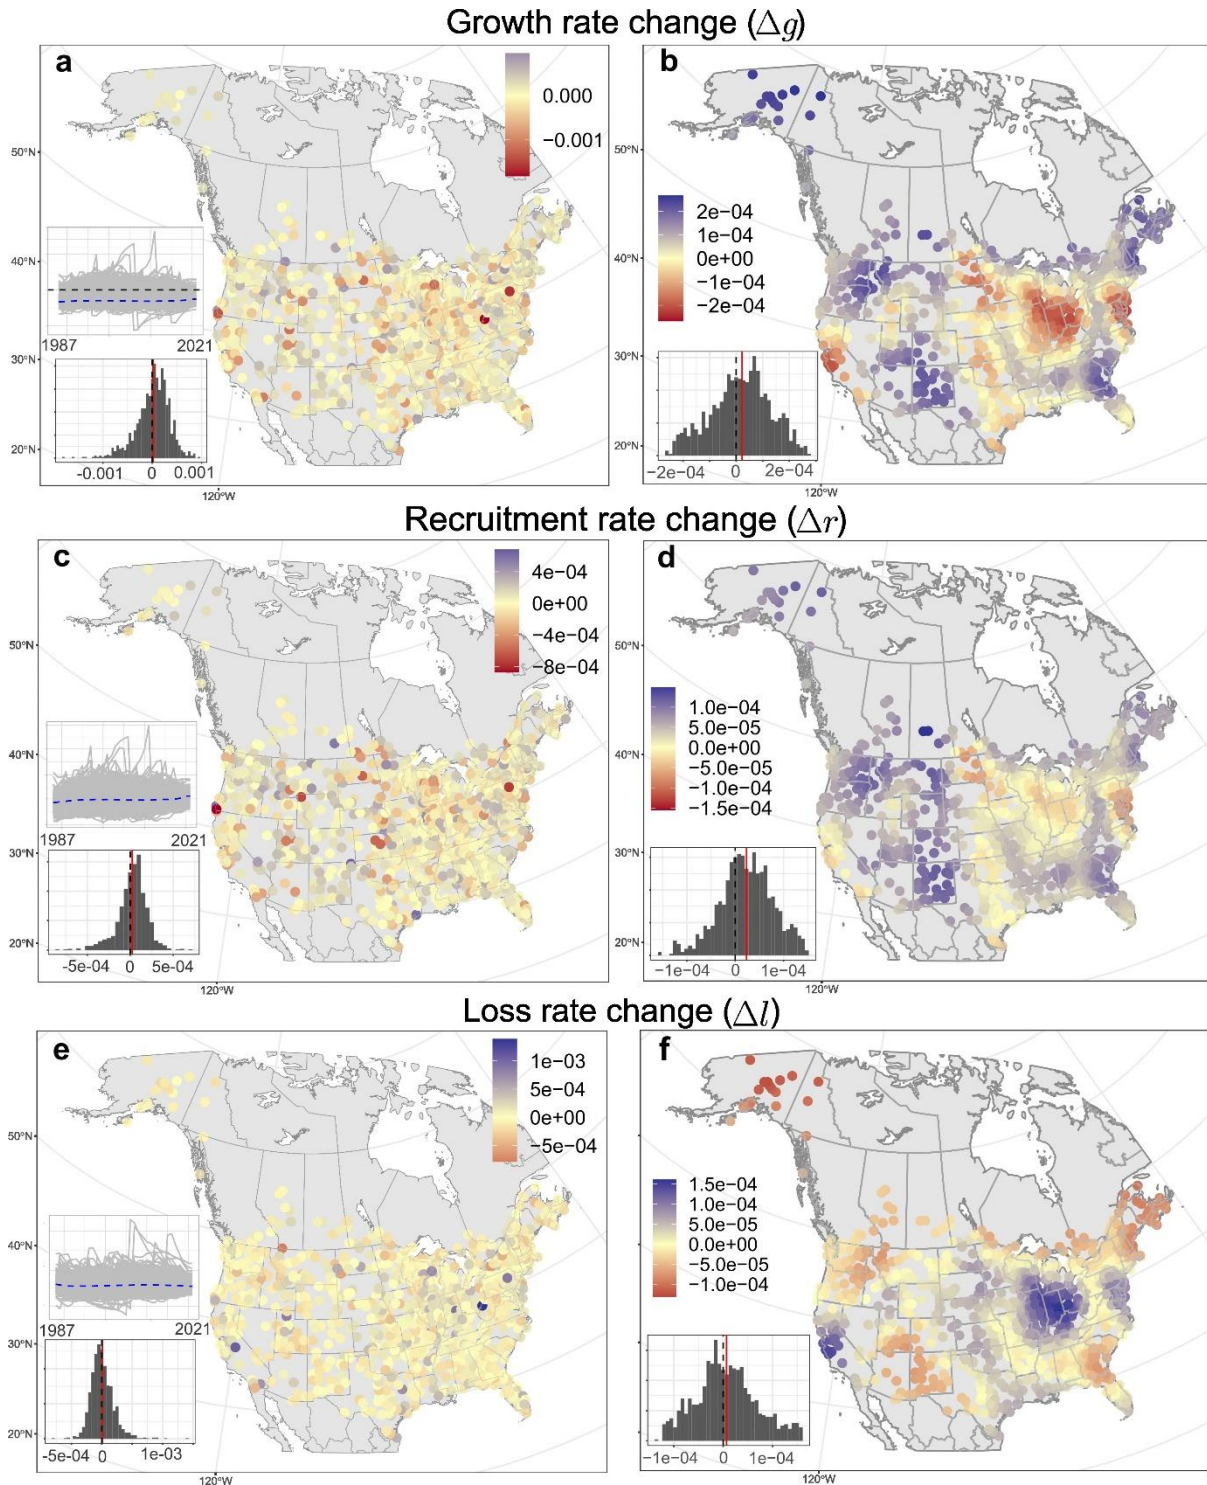 Growth rate change (Δg)
a
0.000
−0.001
50°N
40°N
30°N
20°N
120°W
1987
2021
-0.001
0
0.001
b
2e−04
1e−04
0e+00
−1e−04
−2e−04
50°N
40°N
30°N
20°N
120°W
−2e−04
0
2e−04
Recruitment rate change (Δr)
c
4e−04
0e+00
−4e−04
−8e−04
50°N
40°N
30°N
20°N
120°W
1987
2021
-5e-04
0
5e-04
d
1.0e−04
5.0e−05
0.0e+00
−5.0e−05
−1.0e−04
−1.5e−04
50°N
40°N
30°N
20°N
120°W
−1e−04
0
1e−04
Loss rate change (Δl)
e
1e−03
5e−04
0e+00
−5e−04
50°N
40°N
30°N
20°N
120°W
1987
2021
-5e-04
0
1e-03
f
1.5e−04
1.0e−04
5.0e−05
0.0e+00
−5.0e−05
−1.0e−04
120°W
−1e−04
0
1e−04